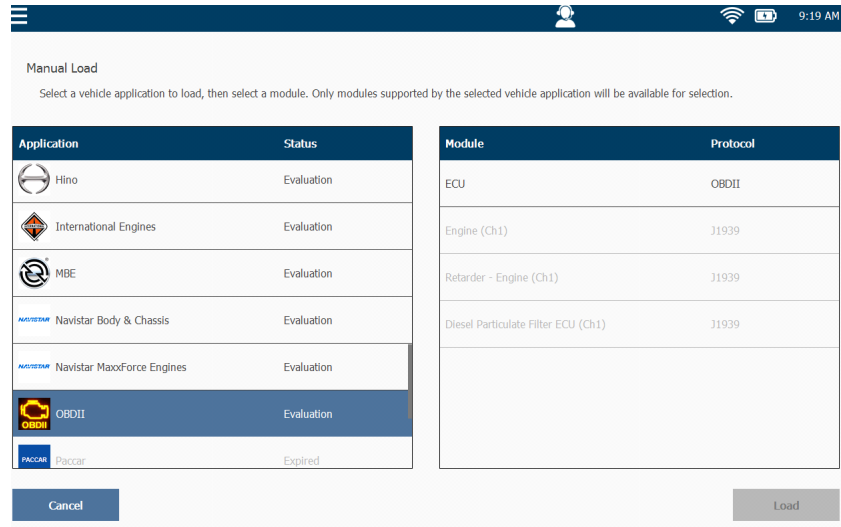 9:19 AM
Manual Load
Select a vehicle application to load, then select a module. Only modules supported by the selected vehicle application will be available for selection.
Application Status
Hino Evaluation
INTERNATIONAL International Engines Evaluation
MBE Evaluation
NAVISTAR Navistar Body & Chassis Evaluation
NAVISTAR Navistar MaxxForce Engines Evaluation
OBDII OBDII Evaluation
PACCAR Paccar Expired
Module Protocol
ECU OBDII
Engine (Ch1) J1939
Retarder - Engine (Ch1) J1939
Diesel Particulate Filter ECU (Ch1) J1939
Cancel
Load